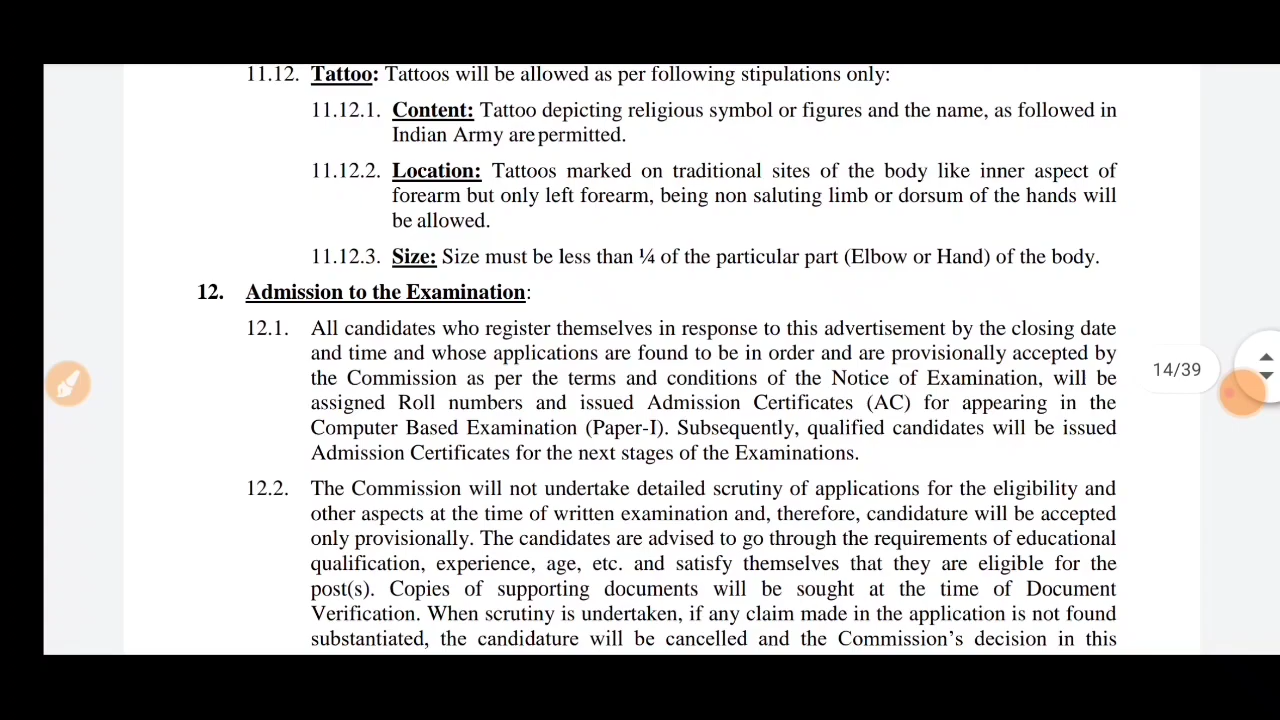 11.12. Tattoo: Tattoos will be allowed as per following stipulations only:
11.12.1. Content: Tattoo depicting religious symbol or figures and the name, as followed in
Indian Army are permitted.
11.12.2. Location: Tattoos marked on traditional sites of the body like inner aspect of
forearm but only left forearm, being non saluting limb or dorsum of the hands will
be allowed.
11.12.3. Size: Size must be less than ¼ of the particular part (Elbow or Hand) of the body.
12. Admission to the Examination:
12.1. All candidates who register themselves in response to this advertisement by the closing date
and time and whose applications are found to be in order and are provisionally accepted by
the Commission as per the terms and conditions of the Notice of Examination, will be
14/39
assigned Roll numbers and issued Admission Certificates (AC) for appearing in the
Computer Based Examination (Paper-I). Subsequently, qualified candidates will be issued
Admission Certificates for the next stages of the Examinations.
12.2. The Commission will not undertake detailed scrutiny of applications for the eligibility and
other aspects at the time of written examination and, therefore, candidature will be accepted
only provisionally. The candidates are advised to go through the requirements of educational
qualification, experience, age, etc. and satisfy themselves that they are eligible for the
post(s). Copies of supporting documents will be sought at the time of Document
Verification. When scrutiny is undertaken, if any claim made in the application is not found
substantiated, the candidature will be cancelled and the Commission's decision in this